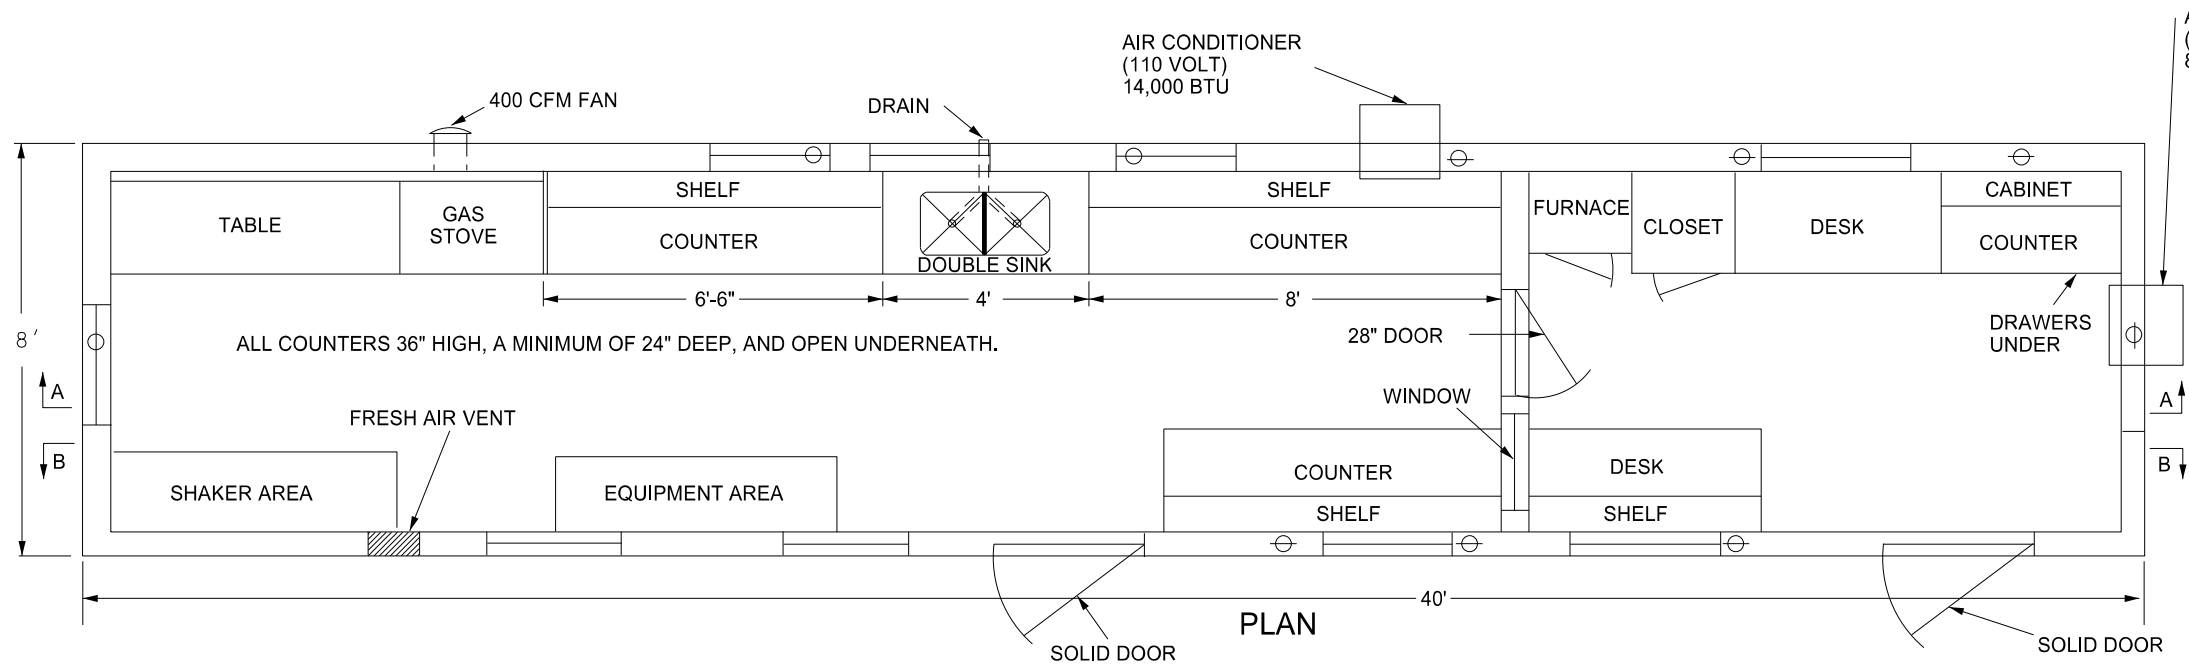 AIR CONDITIONER
(110 VOLT)
14,000 BTU
400 CFM FAN
DRAIN
SHELF
SHELF
CABINET
TABLE
GAS
STOVE
COUNTER
COUNTER
FURNACE
CLOSET
DESK
COUNTER
DOUBLE SINK
6'-6"
4'
8'
8'
ALL COUNTERS 36" HIGH, A MINIMUM OF 24" DEEP, AND OPEN UNDERNEATH.
28" DOOR
DRAWERS
UNDER
A
A
WINDOW
FRESH AIR VENT
B
B
SHAKER AREA
EQUIPMENT AREA
COUNTER
DESK
SHELF
SHELF
40'
PLAN
SOLID DOOR
SOLID DOOR